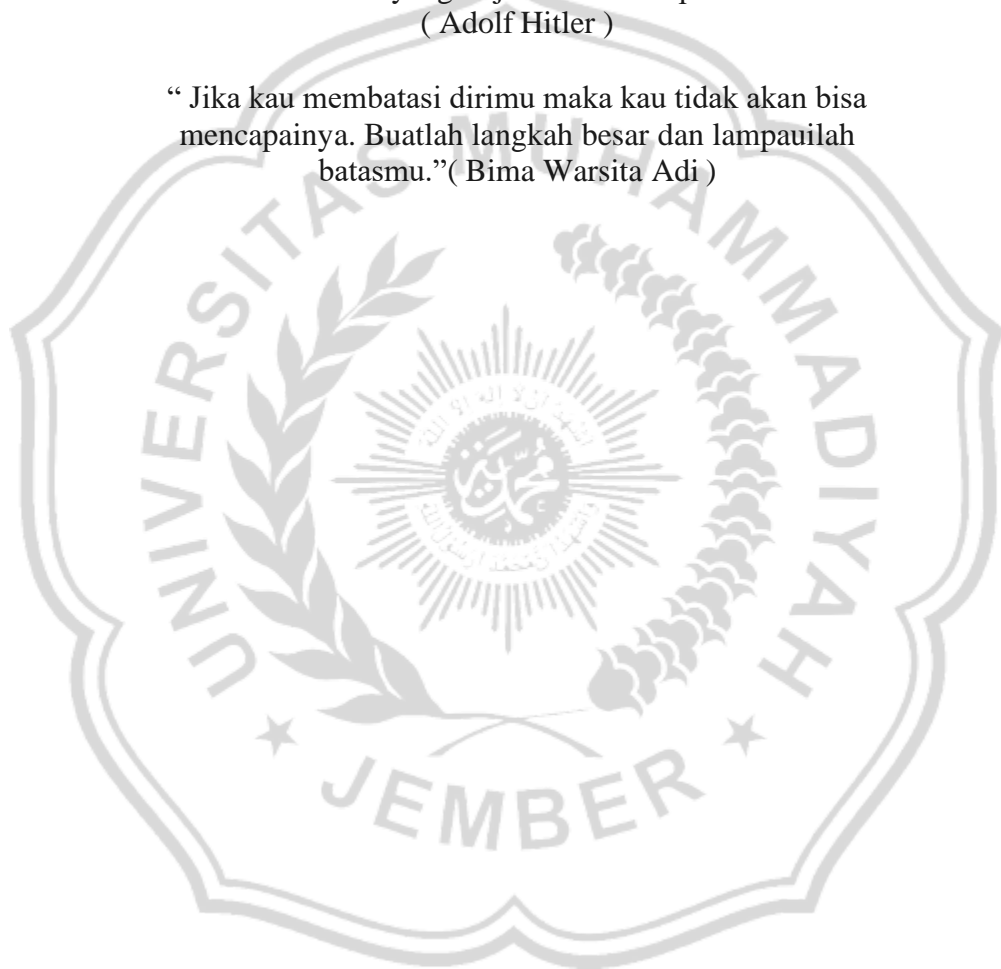 ( Adolf Hitler )
“ Jika kau membatasi dirimu maka kau tidak akan bisa
mencapainya. Buatlah langkah besar dan lampauilah
batasmu.”( Bima Warsita Adi )
UNIVERSITAS MUHAMMADIYAH
JEMBER